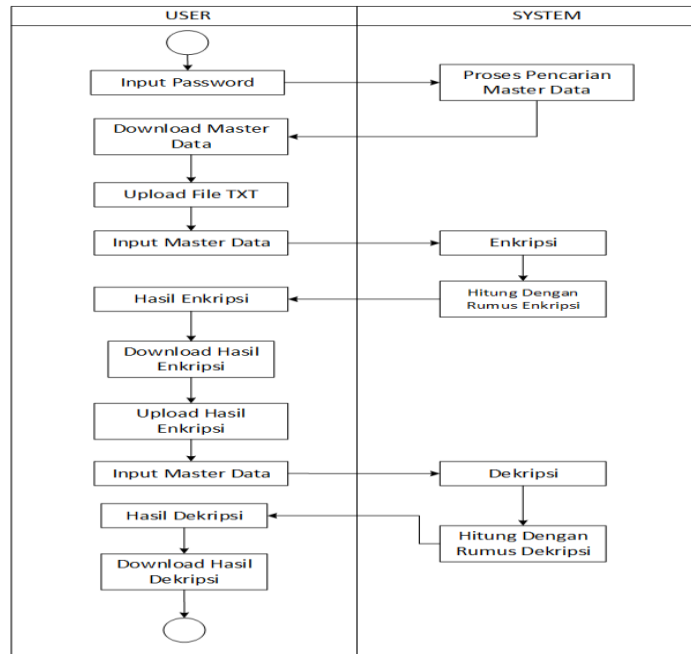 USER
SYSTEM
Input Password
Proses Pencarian
Master Data
Download Master
Data
Upload File TXT
Input Master Data
Enkripsi
Hitung Dengan
Rumus Enkripsi
Hasil Enkripsi
Download Hasil
Enkripsi
Upload Hasil
Enkripsi
Input Master Data
Dekripsi
Hitung Dengan
Rumus Dekripsi
Hasil Dekripsi
Download Hasil
Dekripsi